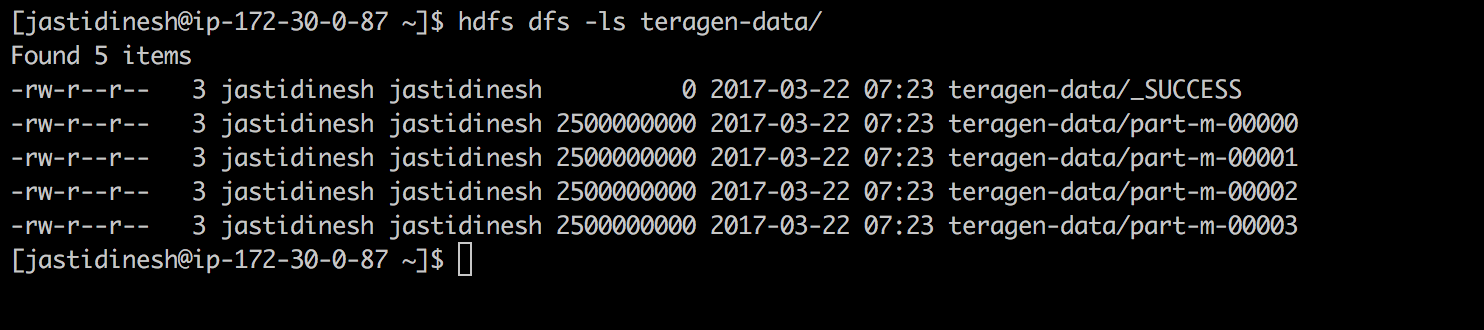 [jastidinesh@ip-172-30-0-87 ~]$ hdfs dfs -ls teragen-data/
Found 5 items
-rw-r--r--   3 jastidinesh jastidinesh          0 2017-03-22 07:23 teragen-data/_SUCCESS
-rw-r--r--   3 jastidinesh jastidinesh 2500000000 2017-03-22 07:23 teragen-data/part-m-00000
-rw-r--r--   3 jastidinesh jastidinesh 2500000000 2017-03-22 07:23 teragen-data/part-m-00001
-rw-r--r--   3 jastidinesh jastidinesh 2500000000 2017-03-22 07:23 teragen-data/part-m-00002
-rw-r--r--   3 jastidinesh jastidinesh 2500000000 2017-03-22 07:23 teragen-data/part-m-00003
[jastidinesh@ip-172-30-0-87 ~]$